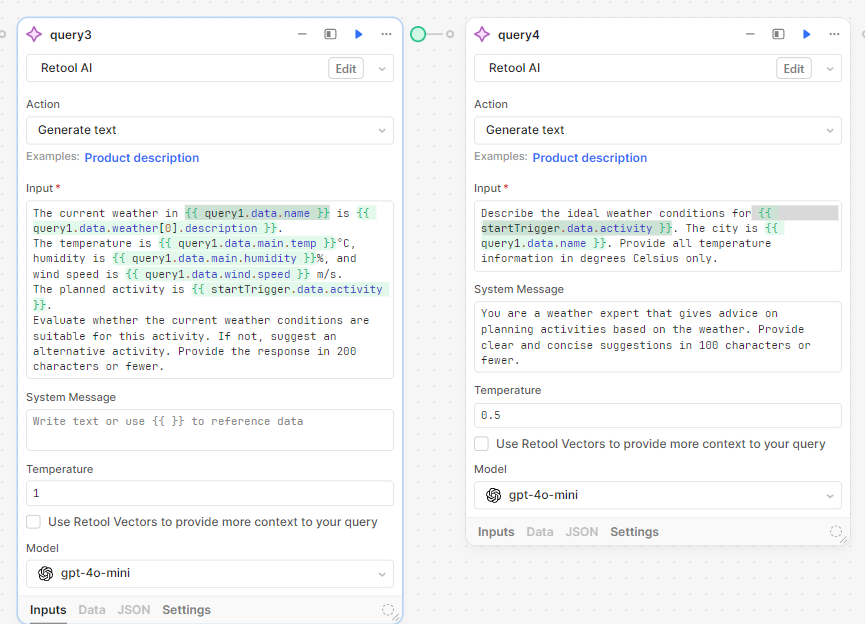 query3
Retool AI
Edit
Action
Generate text
Examples: Product description
Input *
The current weather in {{ query1.data.name }} is {{
query1.data.weather[0].description }}.
The temperature is {{ query1.data.main.temp }}°C,
humidity is {{ query1.data.main.humidity }}%, and
wind speed is {{ query1.data.wind.speed }} m/s.
The planned activity is {{ startTrigger.data.activity
}}.
Evaluate whether the current weather conditions are
suitable for this activity. If not, suggest an
alternative activity. Provide the response in 200
characters or fewer.
System Message
Write text or use {{ }} to reference data
Temperature
1
Use Retool Vectors to provide more context to your query
Model
gpt-4o-mini
Inputs Data JSON Settings
query4
Retool AI
Edit
Action
Generate text
Examples: Product description
Input *
Describe the ideal weather conditions for {{
startTrigger.data.activity }}. The city is {{
query1.data.name }}. Provide all temperature
information in degrees Celsius only.
System Message
You are a weather expert that gives advice on
planning activities based on the weather. Provide
clear and concise suggestions in 100 characters or
fewer.
Temperature
0.5
Use Retool Vectors to provide more context to your query
Model
gpt-4o-mini
Inputs Data JSON Settings